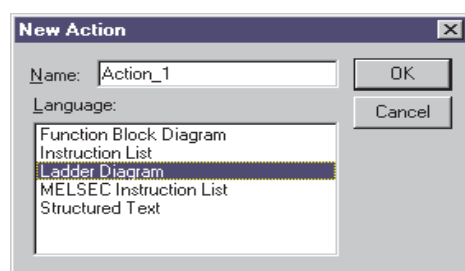 New Action
Name: Action_1
OK
Language:
Cancel
Function Block Diagram
Instruction List
Ladder Diagram
MELSEC Instruction List
Structured Text